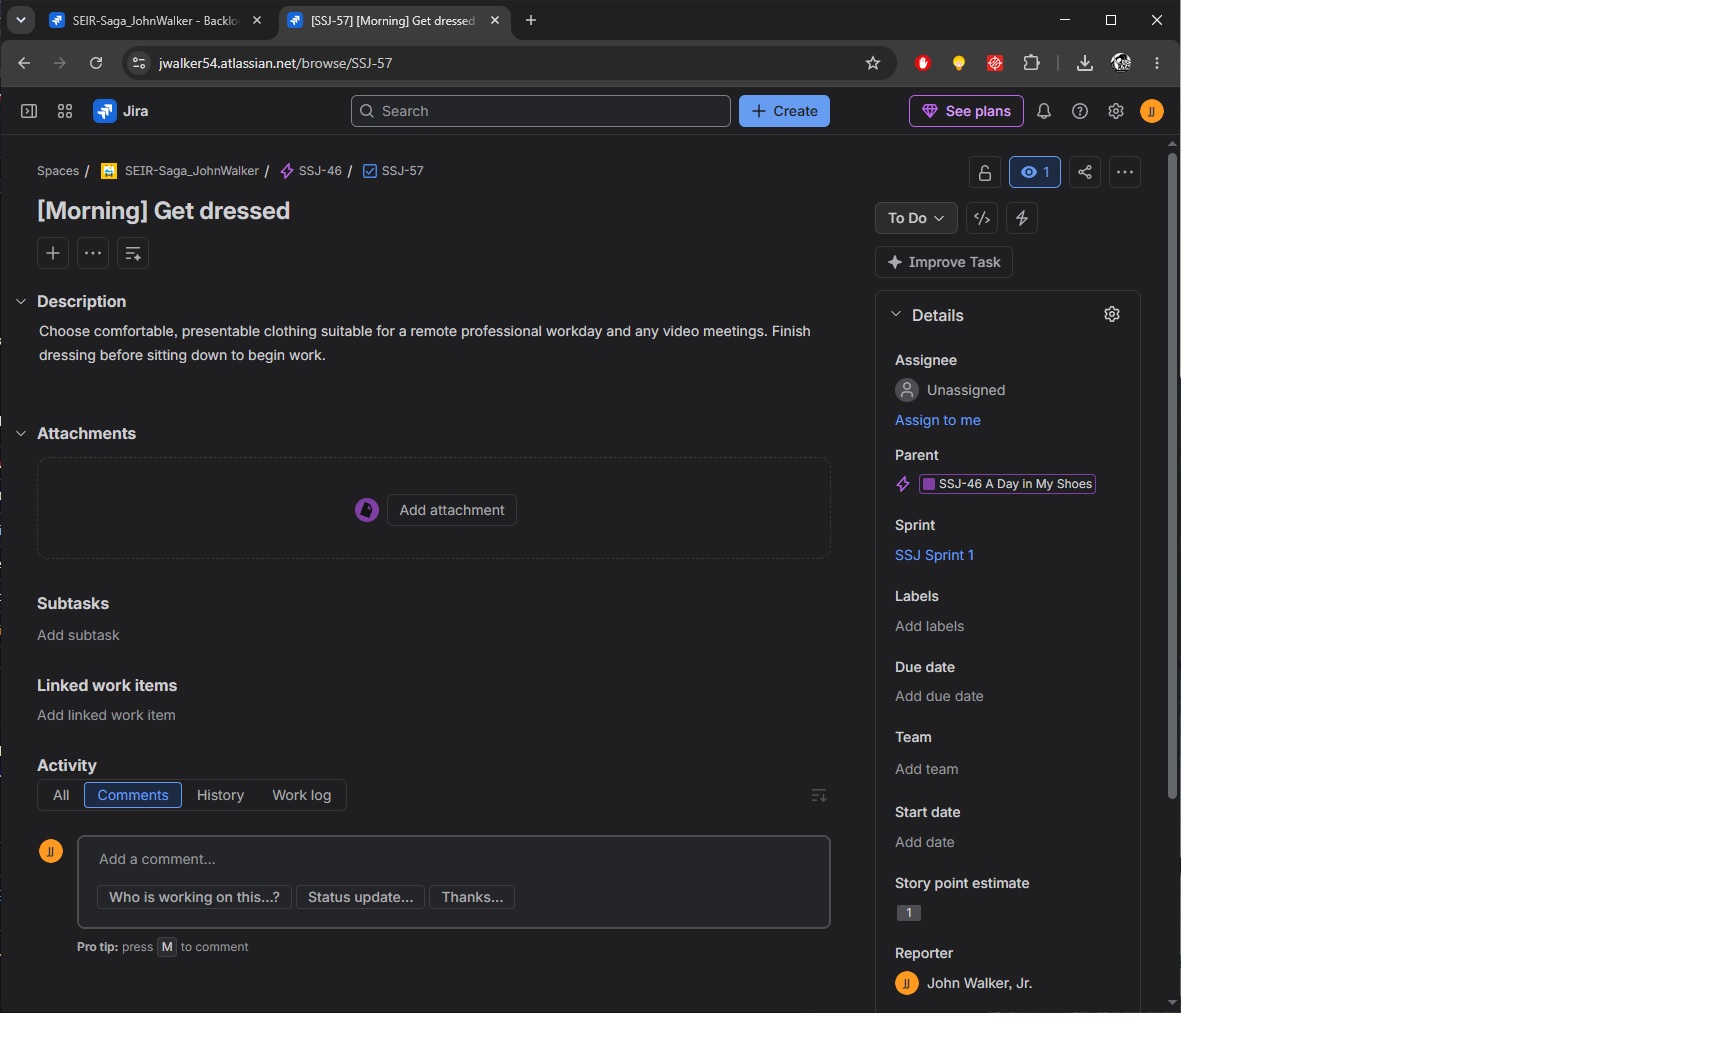 SEIR-Saga_JohnWalker - Backlo
[SSJ-57] [Morning] Get dressed
jwalker54.atlassian.net/browse/SSJ-57
Jira
Search
Create
See plans
JJ
Spaces / SEIR-Saga_JohnWalker / SSJ-46 / SSJ-57
1
[Morning] Get dressed
To Do
Improve Task
Description
Choose comfortable, presentable clothing suitable for a remote professional workday and any video meetings. Finish
dressing before sitting down to begin work.
Attachments
Add attachment
Subtasks
Add subtask
Linked work items
Add linked work item
Activity
All
Comments
History
Work log
JJ
Add a comment...
Who is working on this...?
Status update...
Thanks...
Pro tip: press M to comment
Details
Assignee
Unassigned
Assign to me
Parent
SSJ-46 A Day in My Shoes
Sprint
SSJ Sprint 1
Labels
Add labels
Due date
Add due date
Team
Add team
Start date
Add date
Story point estimate
1
Reporter
JJ
John Walker, Jr.